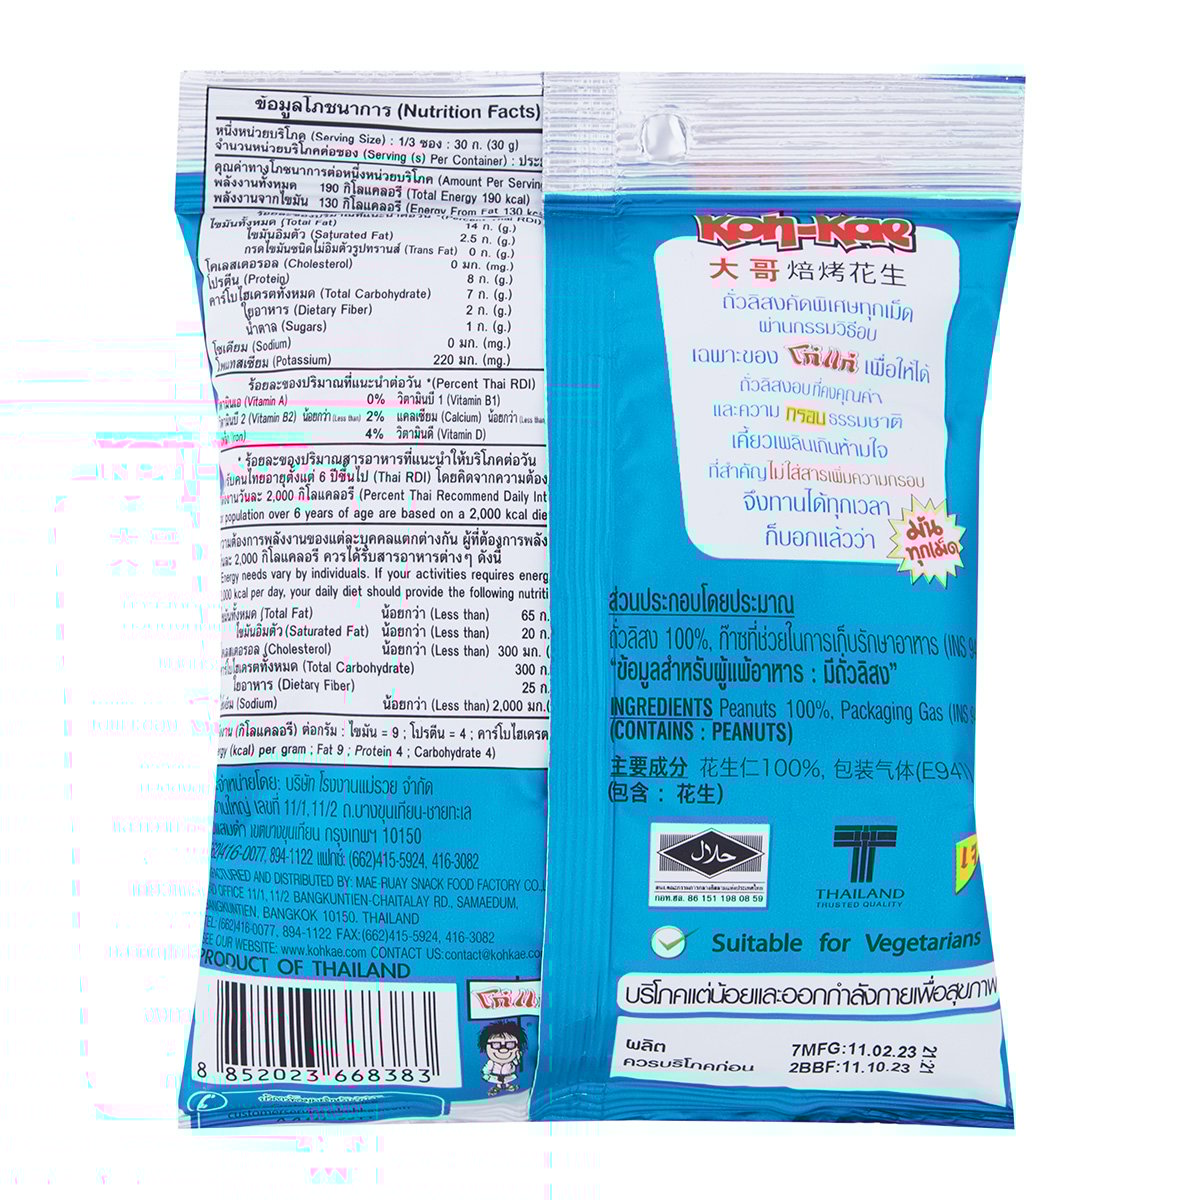 ข้อมูลโภชนาการ (Nutrition Facts)
หนึ่งหน่วยบริโภค (Serving Size) : 1/3 ซอง : 30 ก. (30 g)
จำนวนหน่วยบริโภคต่อซอง (Serving (s) Per Container) :
คุณค่าทางโภชนาการต่อหนึ่งหน่วยบริโภค (Amount Per
พลังงานทั้งหมด 190 กิโลแคลอรี (Total Energy 190 kcal)
พลังงานจากไขมัน 130 กิโลแคลอรี (Energy From Fat 130
ไขมันทั้งหมด (Total Fat) 14 ก. (g.)
ไขมันอิ่มตัว (Saturated Fat) 2.5 ก. (g.)
กรดไขมันชนิดไม่อิ่มตัวรูปทรานส์ (Trans Fat) 0 ก. (g.)
โคเลสเตอรอล (Cholesterol) 0 มก. (mg.)
โปรตีน (Protein) 8 ก. (g.)
คาร์โบไฮเดรตทั้งหมด (Total Carbohydrate) 7 ก. (g.)
ใยอาหาร (Dietary Fiber) 2 ก. (g.)
น้ำตาล (Sugars) 1 ก. (g.)
โซเดียม (Sodium) 0 มก. (mg.)
โพแทสเซียม (Potassium) 220 มก. (mg.)
ร้อยละของปริมาณที่แนะนำต่อวัน *(Percent Thai RDI)
(Vitamin A) 0% วิตามินบี 1 (Vitamin B1)
2 (Vitamin B2) น้อยกว่า (Less than) 2% แคลเซียม (Calcium) น้อยกว่า (Less than
4% วิตามินดี (Vitamin D)
* ร้อยละของปริมาณสารอาหารที่แนะนำให้บริโภคต่อวัน
คนไทยอายุตั้งแต่ 6 ปีขึ้นไป (Thai RDI) โดยคิดจากความต้อง
วันละ 2,000 กิโลแคลอรี (Percent Thai Recommend Daily
population over 6 years of age are based on a 2,000 kcal
ต้องการพลังงานของแต่ละบุคคลแตกต่างกัน ผู้ที่ต้องการพลัง
2,000 กิโลแคลอรี ควรได้รับสารอาหารต่างๆ ดังนี้
Energy needs vary by individuals. If your activities requires
kcal per day, your daily diet should provide the following
(Total Fat) น้อยกว่า (Less than) 65 ก.
ไขมันอิ่มตัว (Saturated Fat) น้อยกว่า (Less than) 20 ก.
(Cholesterol) น้อยกว่า (Less than) 300 มก.
(Total Carbohydrate) 300 ก.
ใยอาหาร (Dietary Fiber) 25 ก.
(Sodium) น้อยกว่า (Less than) 2,000 มก.
(กิโลแคลอรี) ต่อกรัม : ไขมัน = 9 ; โปรตีน = 4 ; คาร์โบไฮเดรต
(kcal) per gram ; Fat 9 ; Protein 4 ; Carbohydrate 4)
จำหน่ายโดย: บริษัท โรงงานแม่รวย จำกัด
เลขที่ 11/1, 11/2 ถ.บางขุนเทียน-ชายทะเล
เขตบางขุนเทียน กรุงเทพฯ 10150
416-0077, 894-1122 แฟกซ์: (662)415-5924, 416-3082
AND DISTRIBUTED BY: MAE RUAY SNACK FOOD FACTORY CO.,
OFFICE 11/1, 11/2 BANGKUNTIEN-CHAITALAY RD., SAMAEDUM,
BANGKUNTIEN, BANGKOK 10150. THAILAND
TEL: (662)416-0077, 894-1122 FAX:(662)415-5924, 416-3082
SEE OUR WEBSITE: www.kohkae.com CONTACT US:contact@kohkae.co
PRODUCT OF THAILAND
8 852023 668383
Koh-Kae
大哥焙烤花生
ถั่วลิสงคัดพิเศษทุกเม็ด
ผ่านกรรมวิธีอบ
เฉพาะของ โก๋แก่ เพื่อให้ได้
ถั่วลิสงอบที่คงคุณค่า
และความ กรอบ ธรรมชาติ
เคี้ยวเพลินเกินห้ามใจ
ที่สำคัญไม่ใส่สารเพิ่มความกรอบ
จึงทานได้ทุกเวลา
ก็บอกแล้วว่า
มัน
ทุกเม็ด
ส่วนประกอบโดยประมาณ
ถั่วลิสง 100%, ก๊าซที่ช่วยในการเก็บรักษาอาหาร (INS
"ข้อมูลสำหรับผู้แพ้อาหาร : มีถั่วลิสง"
INGREDIENTS Peanuts 100%, Packaging Gas (INS
(CONTAINS : PEANUTS)
主要成分 花生仁100%, 包装气体(E941)
(包含 : 花生)
حلال
สนง.คณะกรรมการกลางอิสลามแห่งประเทศไทย
กอท.ฮล. 86 151 198 08 59
THAILAND
TRUSTED QUALITY
Suitable for Vegetarians
บริโภคแต่น้อยและออกกำลังกายเพื่อสุขภาพ
ผลิต 7MFG:11.02.23
ควรบริโภคก่อน 2BBF:11.10.23
21:21